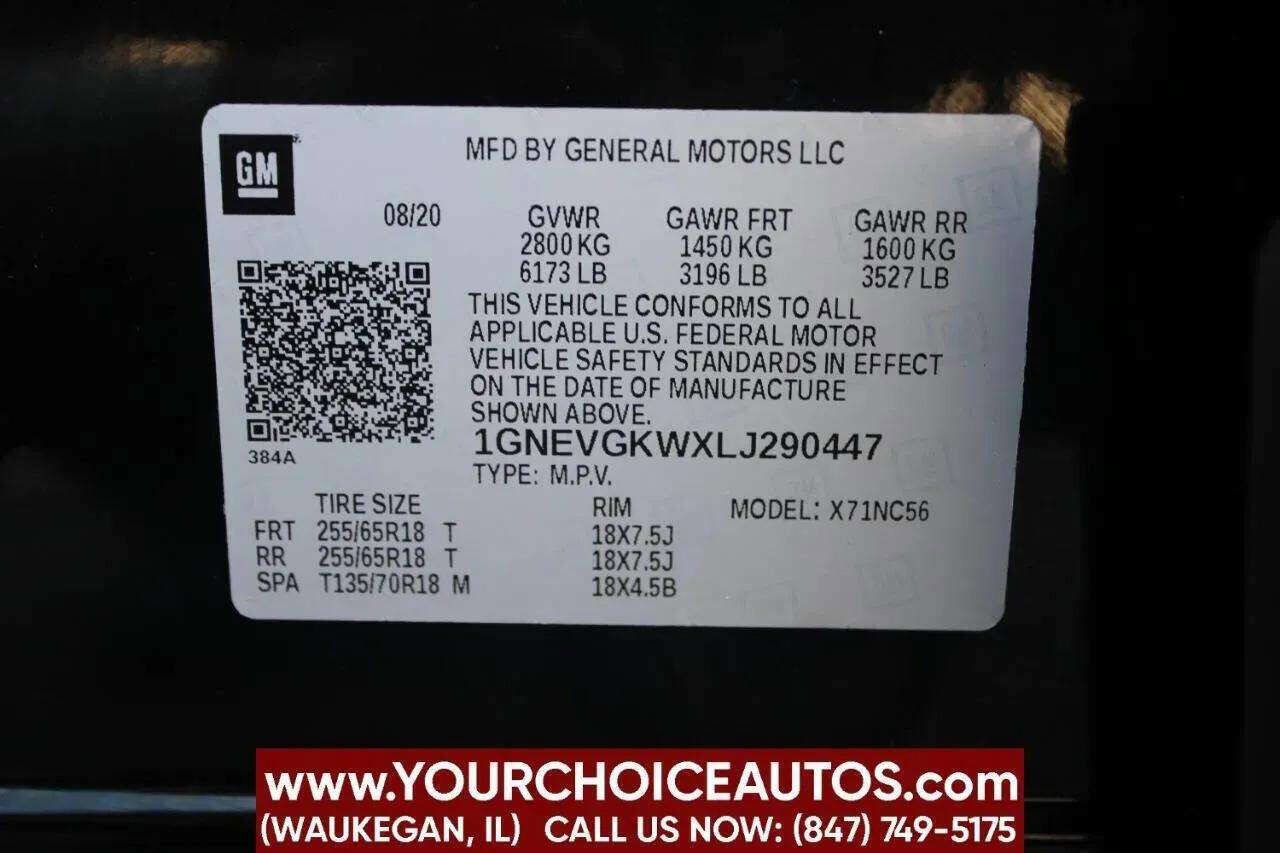 GM
MFD BY GENERAL MOTORS LLC
08/20 GVWR GAWR FRT GAWR RR
2800 KG 1450 KG 1600 KG
6173 LB 3196 LB 3527 LB
THIS VEHICLE CONFORMS TO ALL
APPLICABLE U.S. FEDERAL MOTOR
VEHICLE SAFETY STANDARDS IN EFFECT
ON THE DATE OF MANUFACTURE
SHOWN ABOVE.
1GNEVGKWXLJ290447
384A
TYPE: M.P.V.
TIRE SIZE RIM MODEL: X71NC56
FRT 255/65R18 T 18X7.5J
RR 255/65R18 T 18X7.5J
SPA T135/70R18 M 18X4.5B
www.YOURCHOICEAUTOS.com
(WAUKEGAN, IL) CALL US NOW: (847) 749-5175